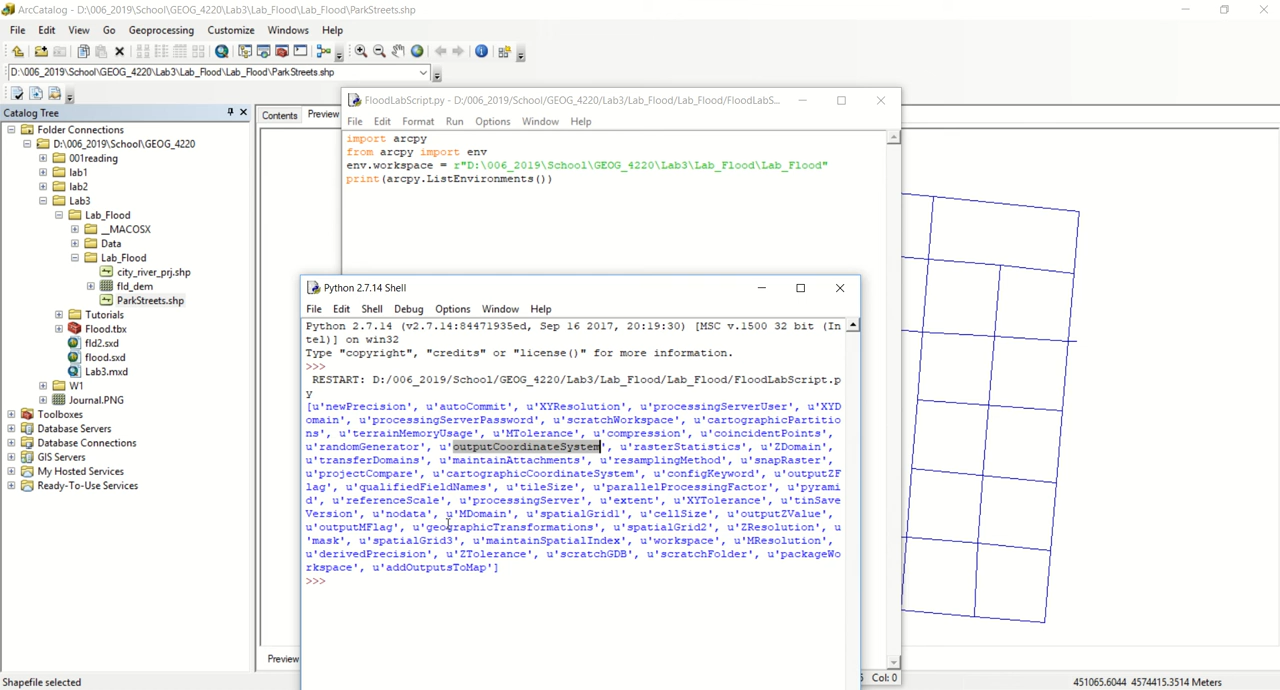 ArcCatalog - D:\006_2019\School\GEOG_4220\Lab3\Lab_Flood\Lab_Flood\ParkStreets.shp
File Edit View Go Geoprocessing Customize Windows Help
D:\006_2019\School\GEOG_4220\Lab3\Lab_Flood\Lab_Flood\ParkStreets.shp
Catalog Tree
Folder Connections
D:\006_2019\School\GEOG_4220
001reading
lab1
lab2
Lab3
Lab_Flood
__MACOSX
Data
Lab_Flood
city_river_prj.shp
fld_dem
ParkStreets.shp
Tutorials
Flood.tbx
fld2.sxd
flood.sxd
Lab3.mxd
W1
Journal.PNG
Toolboxes
Database Servers
Database Connections
GIS Servers
My Hosted Services
Ready-To-Use Services
Contents Preview
FloodLabScript.py - D:/006_2019/School/GEOG_4220/Lab3/Lab_Flood/Lab_Flood/FloodLabS...
File Edit Format Run Options Window Help
import arcpy
from arcpy import env
env.workspace = r"D:\006_2019\School\GEOG_4220\Lab3\Lab_Flood\Lab_Flood"
print(arcpy.ListEnvironments())
Python 2.7.14 Shell
File Edit Shell Debug Options Window Help
Python 2.7.14 (v2.7.14:84471935ed, Sep 16 2017, 20:19:30) [MSC v.1500 32 bit (In
tel)] on win32
Type "copyright", "credits" or "license()" for more information.
>>>
RESTART: D:/006_2019/School/GEOG_4220/Lab3/Lab_Flood/Lab_Flood/FloodLabScript.p
y
[u'newPrecision', u'autoCommit', u'XYResolution', u'processingServerUser', u'XYD
omain', u'processingServerPassword', u'scratchWorkspace', u'cartographicPartitio
ns', u'terrainMemoryUsage', u'MTolerance', u'compression', u'coincidentPoints',
u'randomGenerator', u'outputCoordinateSystem', u'rasterStatistics', u'ZDomain',
u'transferDomains', u'maintainAttachments', u'resamplingMethod', u'snapRaster',
u'projectCompare', u'cartographicCoordinateSystem', u'configKeyword', u'outputZF
lag', u'qualifiedFieldNames', u'tileSize', u'parallelProcessingFactor', u'pyrami
d', u'referenceScale', u'processingServer', u'extent', u'XYTolerance', u'tinSave
Version', u'nodata', u'MDomain', u'spatialGrid1', u'cellSize', u'outputZValue',
u'outputMFlag', u'geographicTransformations', u'spatialGrid2', u'ZResolution', u
'mask', u'spatialGrid3', u'maintainSpatialIndex', u'workspace', u'MResolution',
u'derivedPrecision', u'ZTolerance', u'scratchGDB', u'scratchFolder', u'packageWo
rkspace', u'addOutputsToMap']
>>>
Preview
Col: 0
Shapefile selected
451065.6044 4574415.3514 Meters